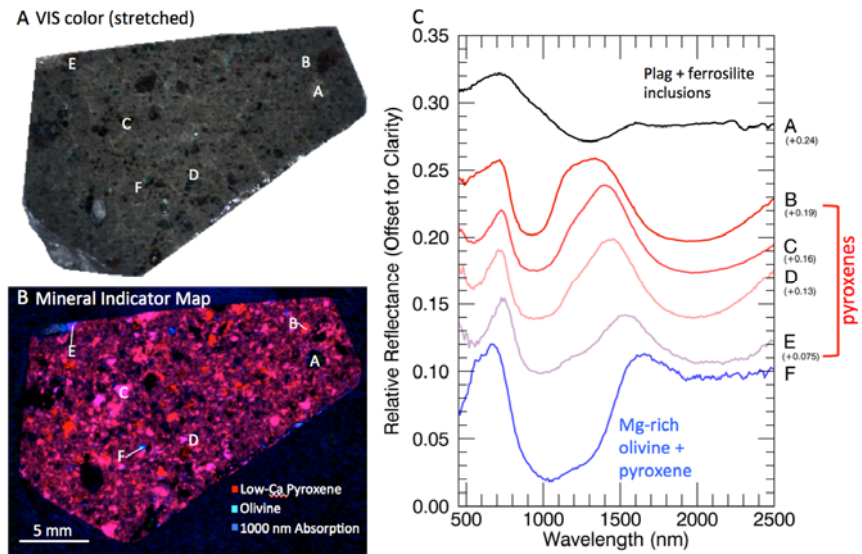 A VIS color (stretched)
E
B
A
C
D
F
B Mineral Indicator Map
E
B
A
C
D
F
Low-Ca Pyroxene
Olivine
1000 nm Absorption
5 mm
C
Relative Reflectance (Offset for Clarity)
0.35
0.30
0.25
0.20
0.15
0.10
0.05
0.00
Plag + ferrosilite
inclusions
A
(+0.24)
B
(+0.19)
C
(+0.16)
D
(+0.13)
E
(+0.075)
F
pyroxenes
Mg-rich
olivine +
pyroxene
500 1000 1500 2000 2500
Wavelength (nm)